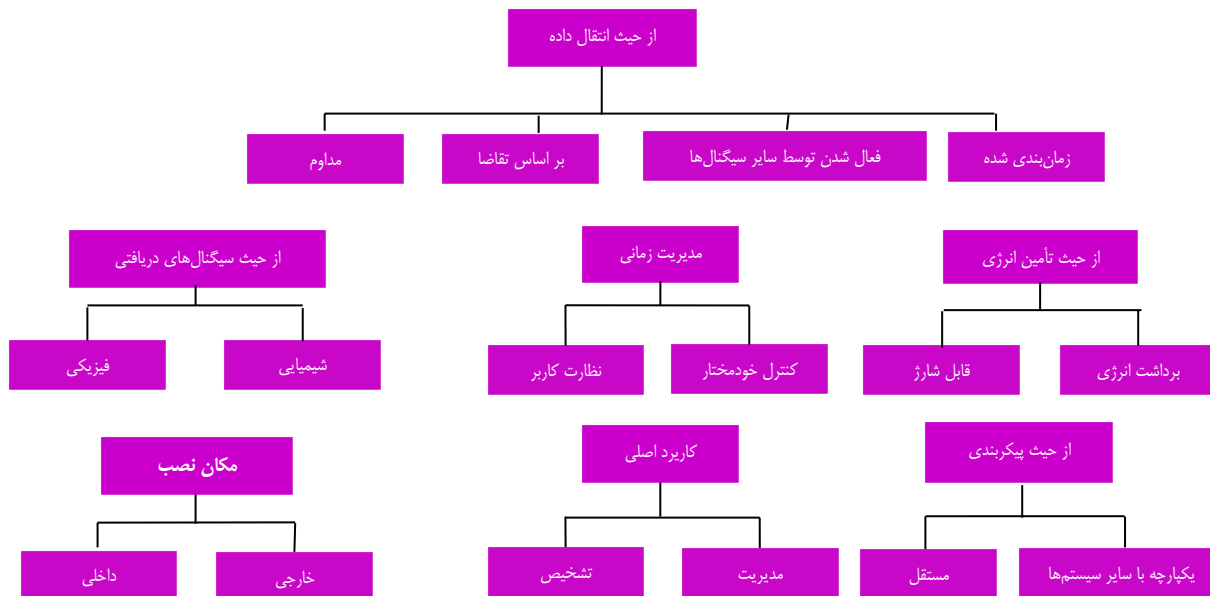 از حیث انتقال داده
زمان‌بندی شده
فعال شدن توسط سایر سیگنال‌ها
بر اساس تقاضا
مداوم
از حیث تأمین انرژی
برداشت انرژی
قابل شارژ
مدیریت زمانی
کنترل خودمختار
نظارت کاربر
از حیث سیگنال‌های دریافتی
شیمیایی
فیزیکی
از حیث پیکربندی
یکپارچه با سایر سیستم‌ها
مستقل
کاربرد اصلی
مدیریت
تشخیص
مکان نصب
خارجی
داخلی